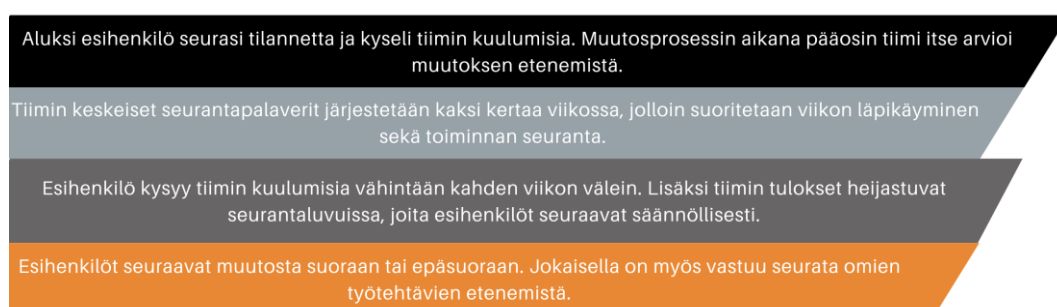 Aluksi esihenkilö seurasi tilannetta ja kyseli tiimin kuulumisia. Muutosprosessin aikana pääosin tiimi itse arvioi
muutoksen etenemistä.
Tiimin keskeiset seurantapalaverit järjestetään kaksi kertaa viikossa, jolloin suoritetaan viikon läpikäyminen
sekä toiminnan seuranta.
Esihenkilö kysyy tiimin kuulumisia vähintään kahden viikon välein. Lisäksi tiimin tulokset heijastuvat
seurantaluvuissa, joita esihenkilöt seuraavat säännöllisesti.
Esihenkilöt seuraavat muutosta suoraan tai epäsuoraan. Jokaisella on myös vastuu seurata omien
työtehtävien etenemistä.